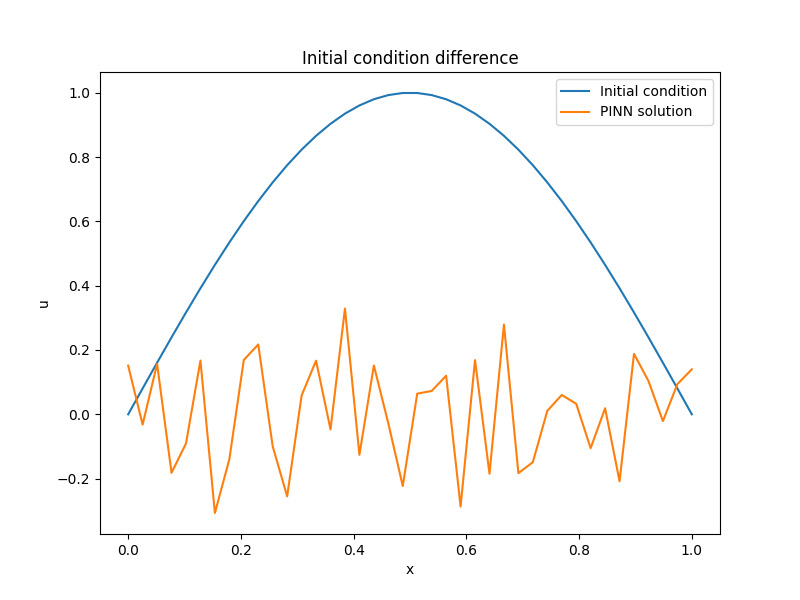 Initial condition difference
Initial condition
PINN solution
1.0
0.8
0.6
0.4
0.2
0.0
−0.2
u
0.0 0.2 0.4 0.6 0.8 1.0
x